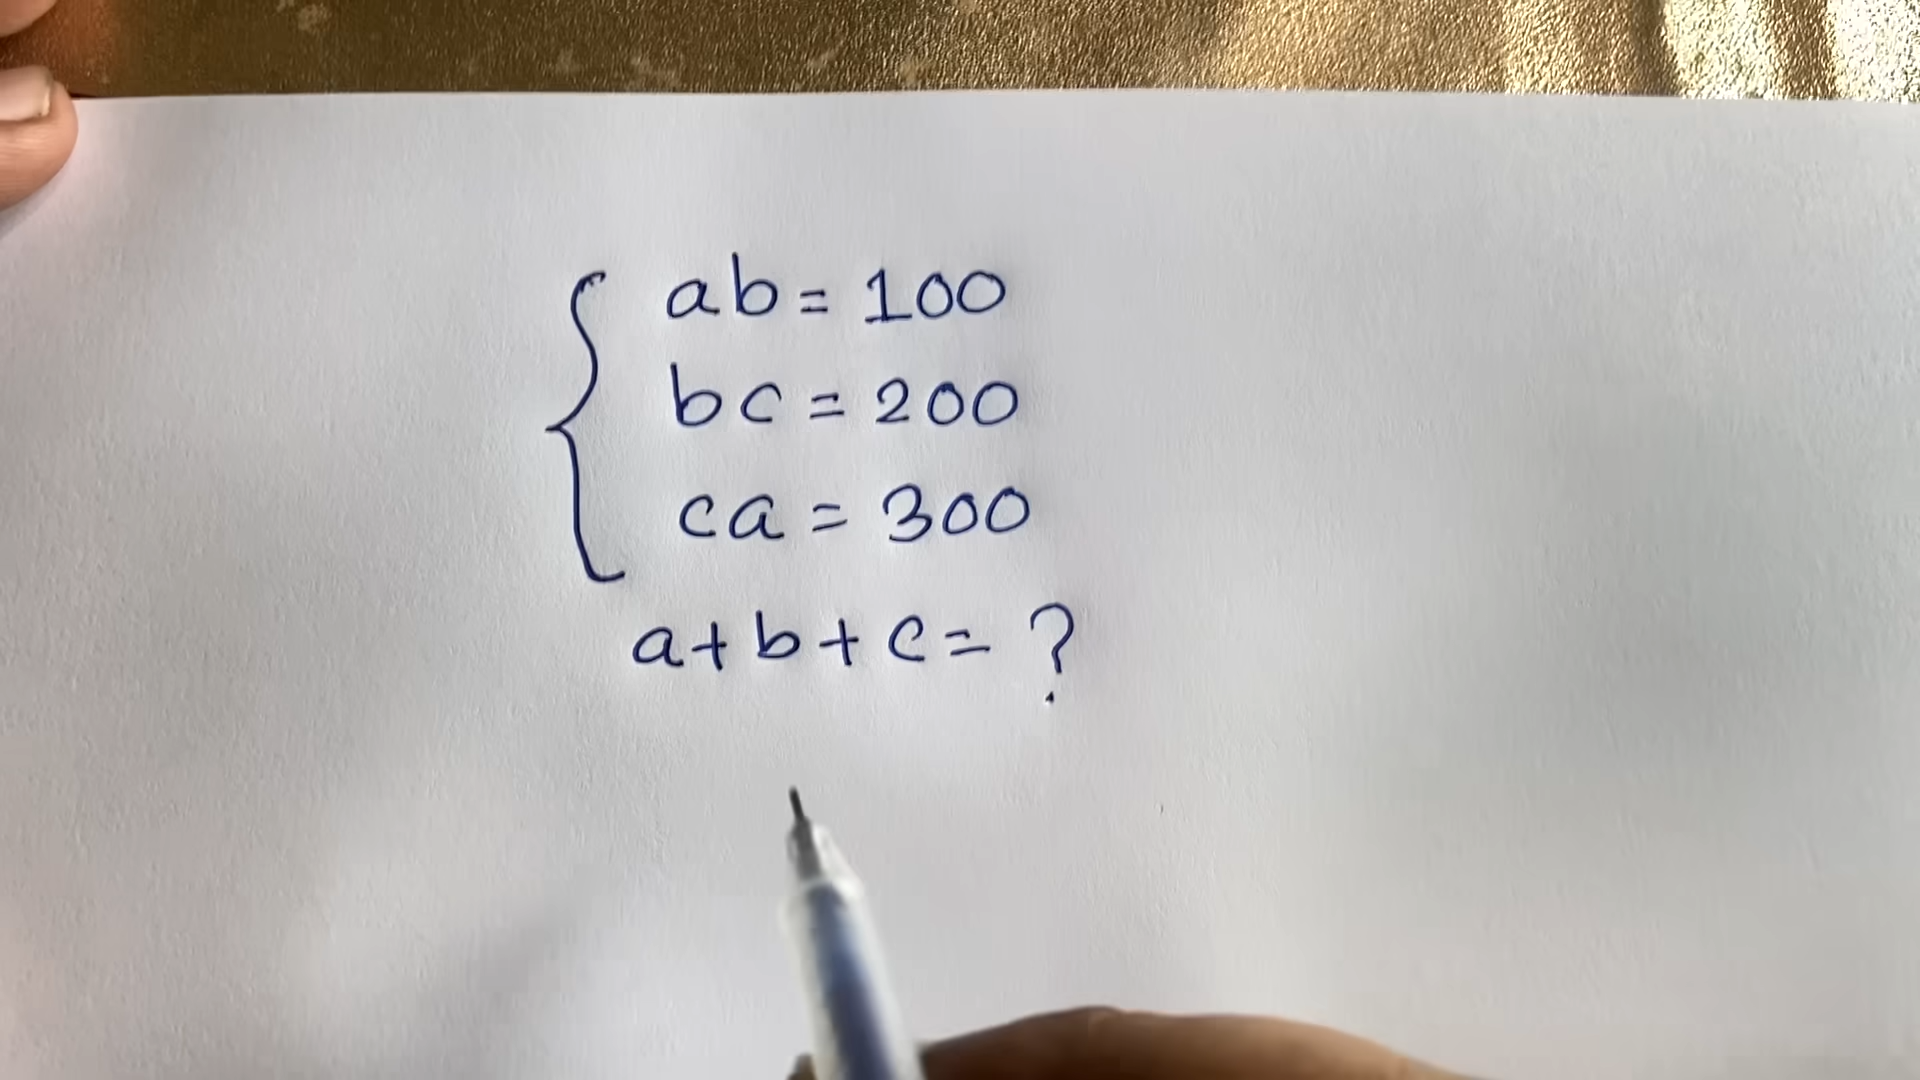 ab = 100
bc = 200
ca = 300
a+b+c = ?